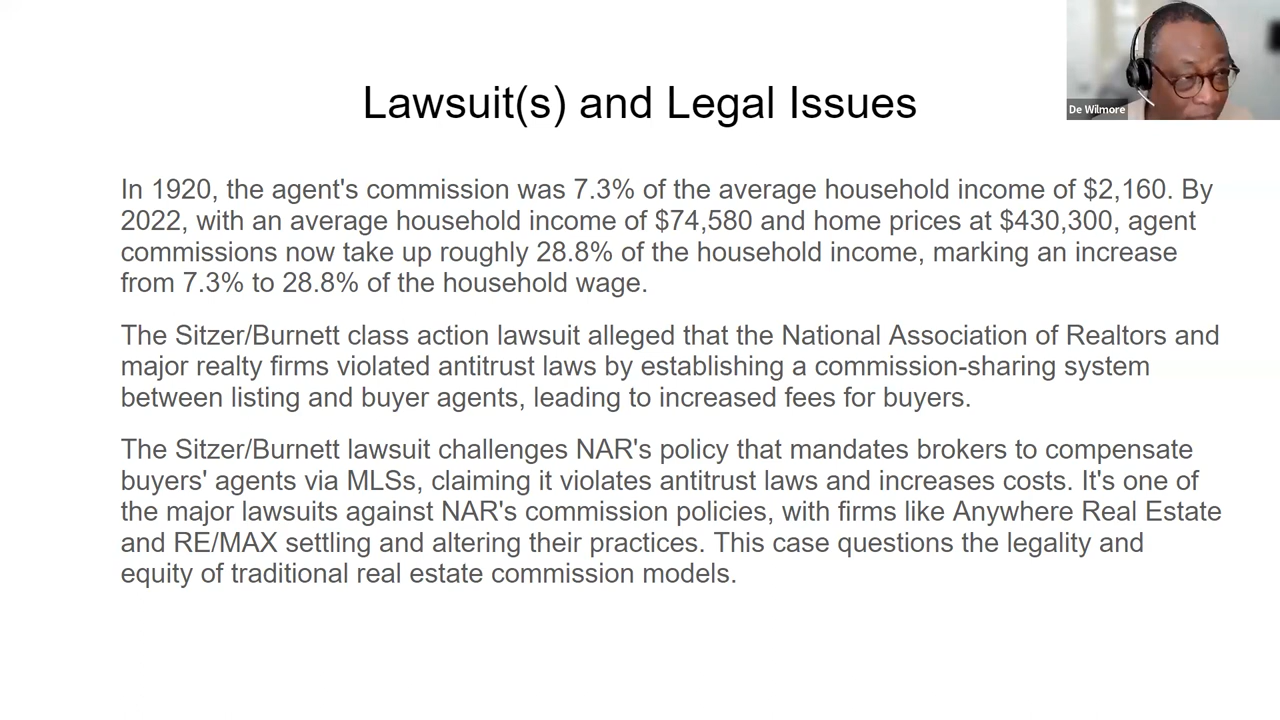 Lawsuit(s) and Legal Issues
De Wilmore
In 1920, the agent's commission was 7.3% of the average household income of $2,160. By
2022, with an average household income of $74,580 and home prices at $430,300, agent
commissions now take up roughly 28.8% of the household income, marking an increase
from 7.3% to 28.8% of the household wage.
The Sitzer/Burnett class action lawsuit alleged that the National Association of Realtors and
major realty firms violated antitrust laws by establishing a commission-sharing system
between listing and buyer agents, leading to increased fees for buyers.
The Sitzer/Burnett lawsuit challenges NAR's policy that mandates brokers to compensate
buyers' agents via MLSs, claiming it violates antitrust laws and increases costs. It's one of
the major lawsuits against NAR's commission policies, with firms like Anywhere Real Estate
and RE/MAX settling and altering their practices. This case questions the legality and
equity of traditional real estate commission models.